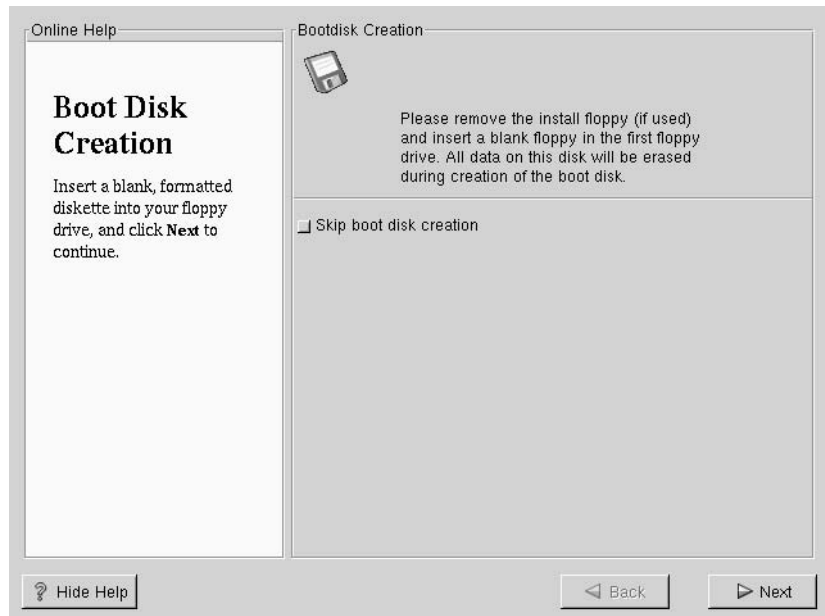 Online Help
Boot Disk
Creation
Insert a blank, formatted
diskette into your floppy
drive, and click Next to
continue.
Bootdisk Creation
Please remove the install floppy (if used)
and insert a blank floppy in the first floppy
drive. All data on this disk will be erased
during creation of the boot disk.
Skip boot disk creation
? Hide Help
Back
Next